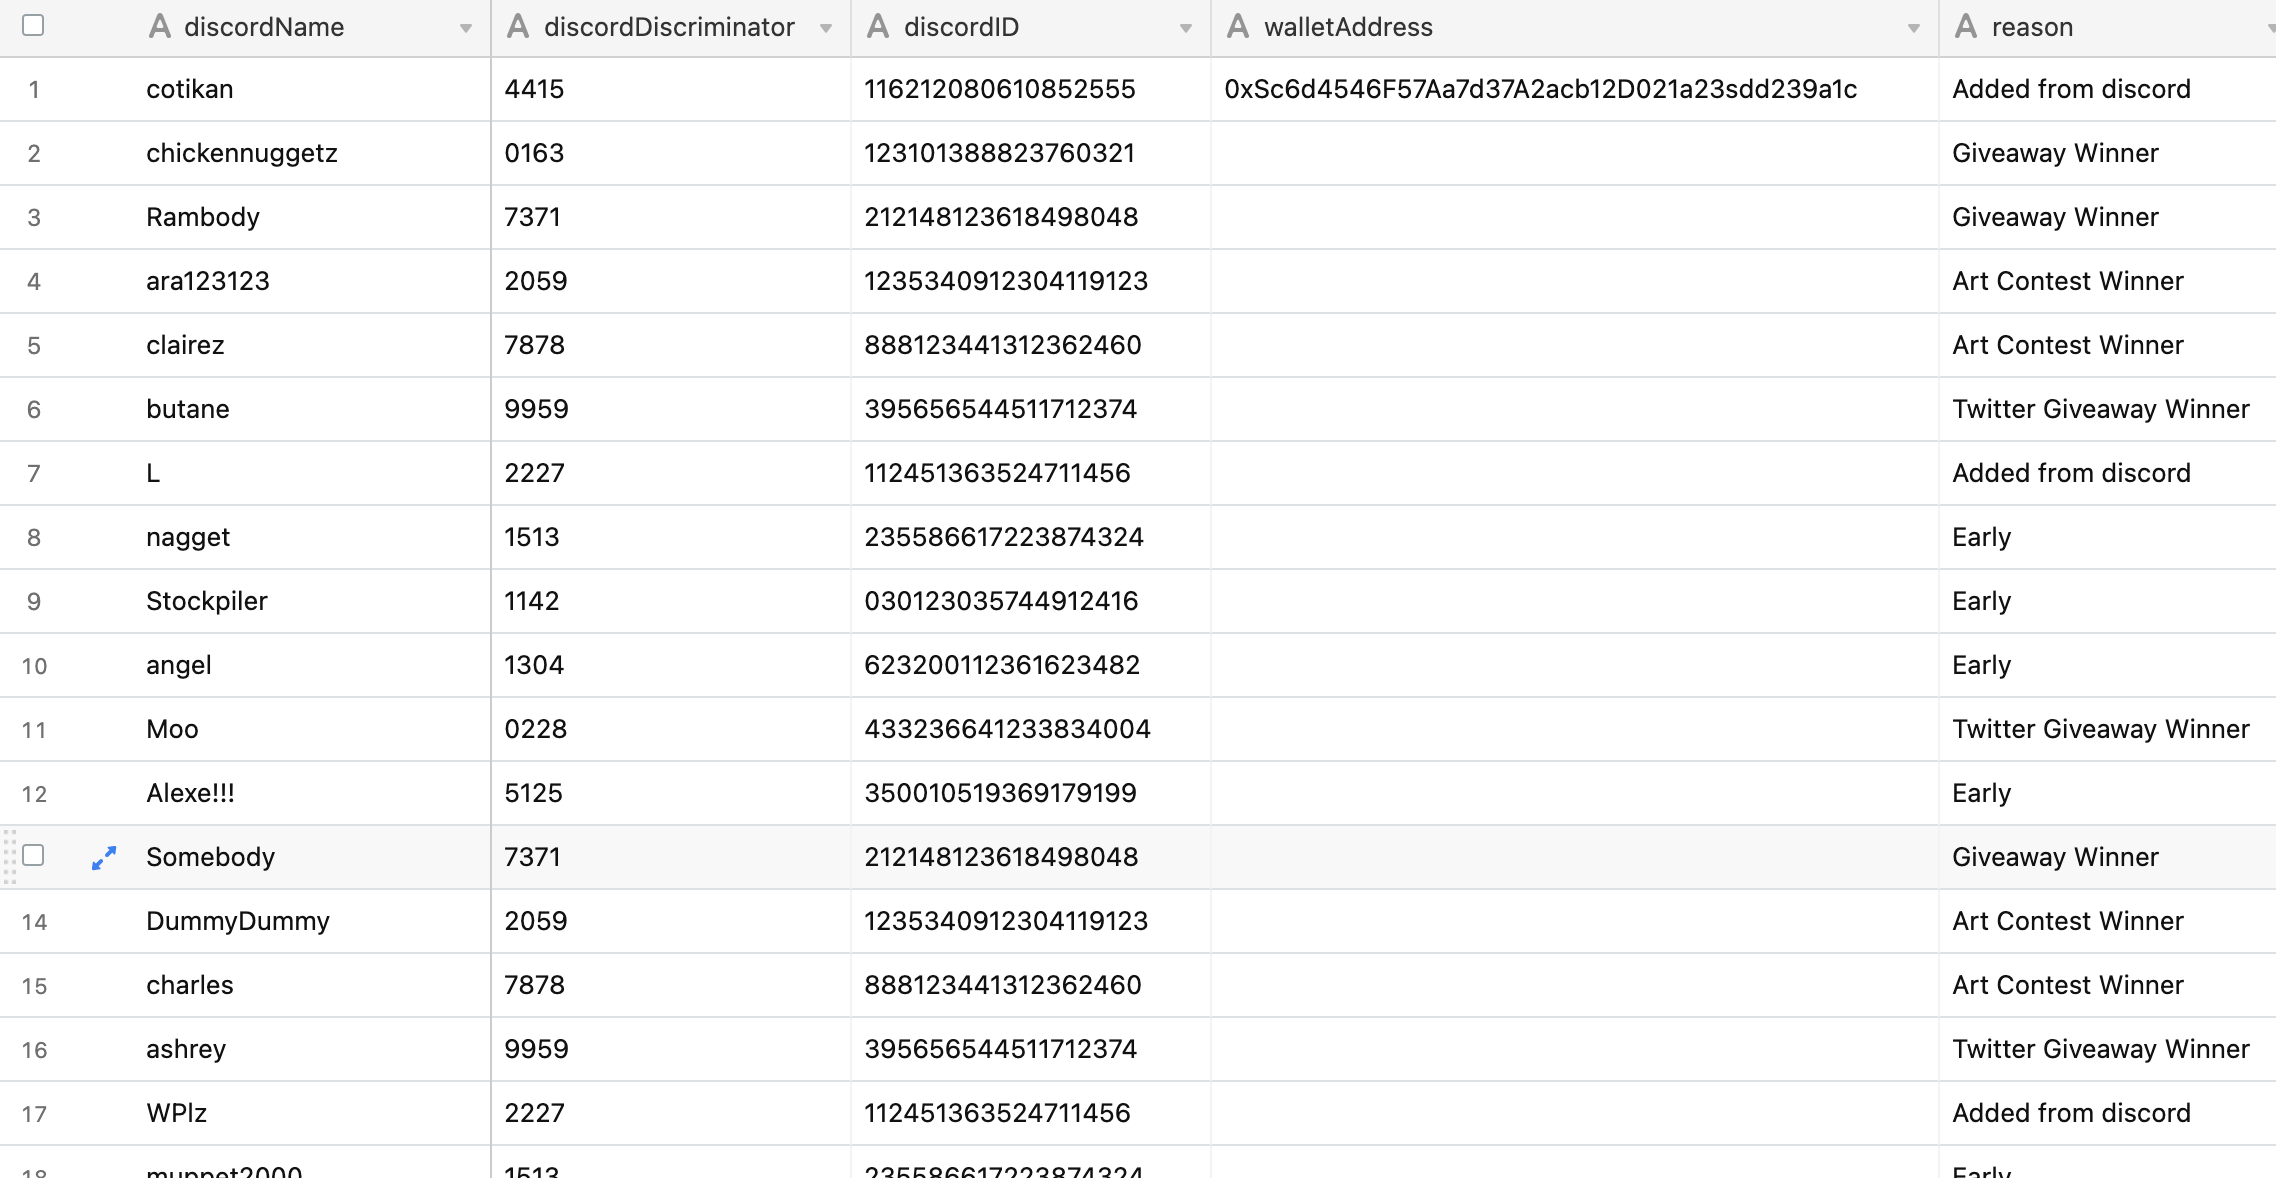 discordName discordDiscriminator discordID walletAddress reason
1 cotikan 4415 116212080610852555 0xSc6d4546F57Aa7d37A2acb12D021a23sdd239a1c Added from discord
2 chickennuggetz 0163 123101388823760321 Giveaway Winner
3 Rambody 7371 212148123618498048 Giveaway Winner
4 ara123123 2059 1235340912304119123 Art Contest Winner
5 clairez 7878 888123441312362460 Art Contest Winner
6 butane 9959 395656544511712374 Twitter Giveaway Winner
7 L 2227 112451363524711456 Added from discord
8 nagget 1513 235586617223874324 Early
9 Stockpiler 1142 030123035744912416 Early
10 angel 1304 623200112361623482 Early
11 Moo 0228 433236641233834004 Twitter Giveaway Winner
12 Alexe!!! 5125 350010519369179199 Early
Somebody 7371 212148123618498048 Giveaway Winner
14 DummyDummy 2059 1235340912304119123 Art Contest Winner
15 charles 7878 888123441312362460 Art Contest Winner
16 ashrey 9959 395656544511712374 Twitter Giveaway Winner
17 WPlz 2227 112451363524711456 Added from discord
18 muppet2000 1513 235586617223874324 Early